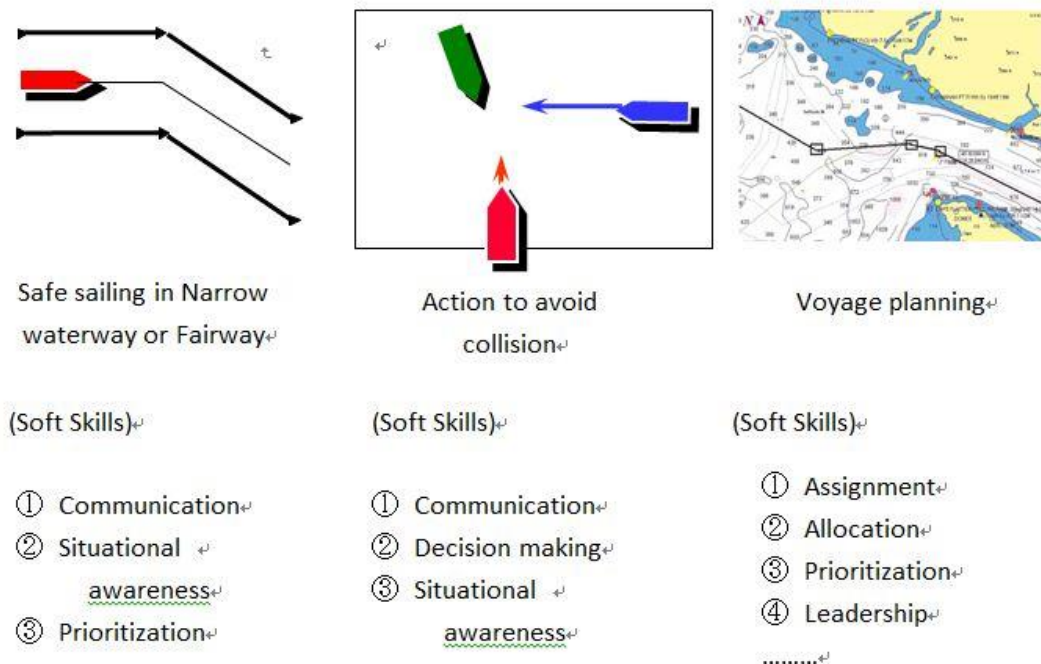 Safe sailing in Narrow
waterway or Fairway
Action to avoid
collision
Voyage planning
(Soft Skills)
① Communication
② Situational
awareness
③ Prioritization
(Soft Skills)
① Communication
② Decision making
③ Situational
awareness
(Soft Skills)
① Assignment
② Allocation
③ Prioritization
④ Leadership
………